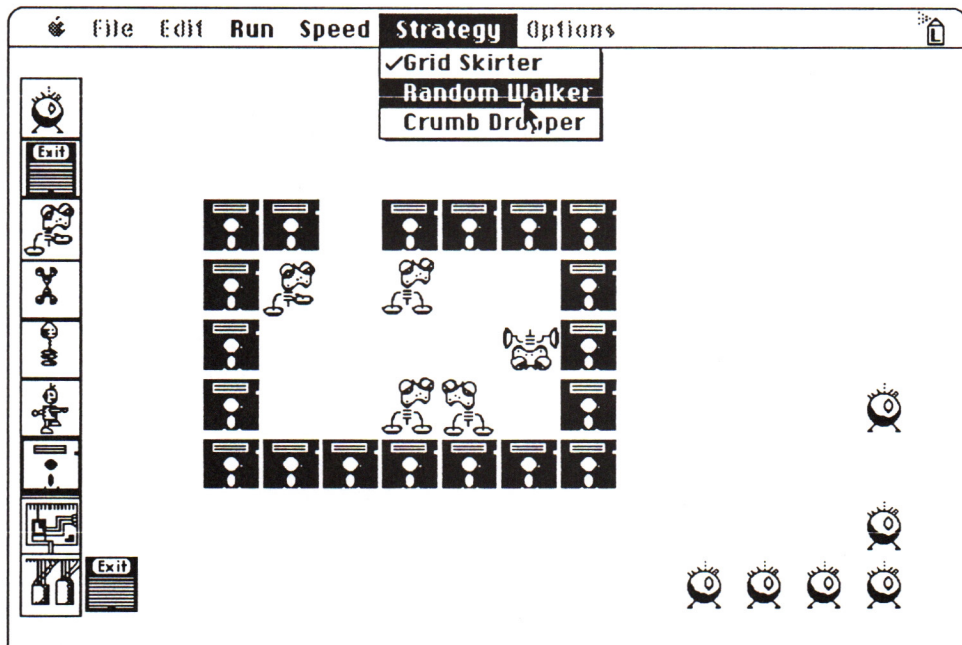 File Edit Run Speed Strategy Options L
✓Grid Skirter
Random Walker
Crumb Dropper
Exit
Exit